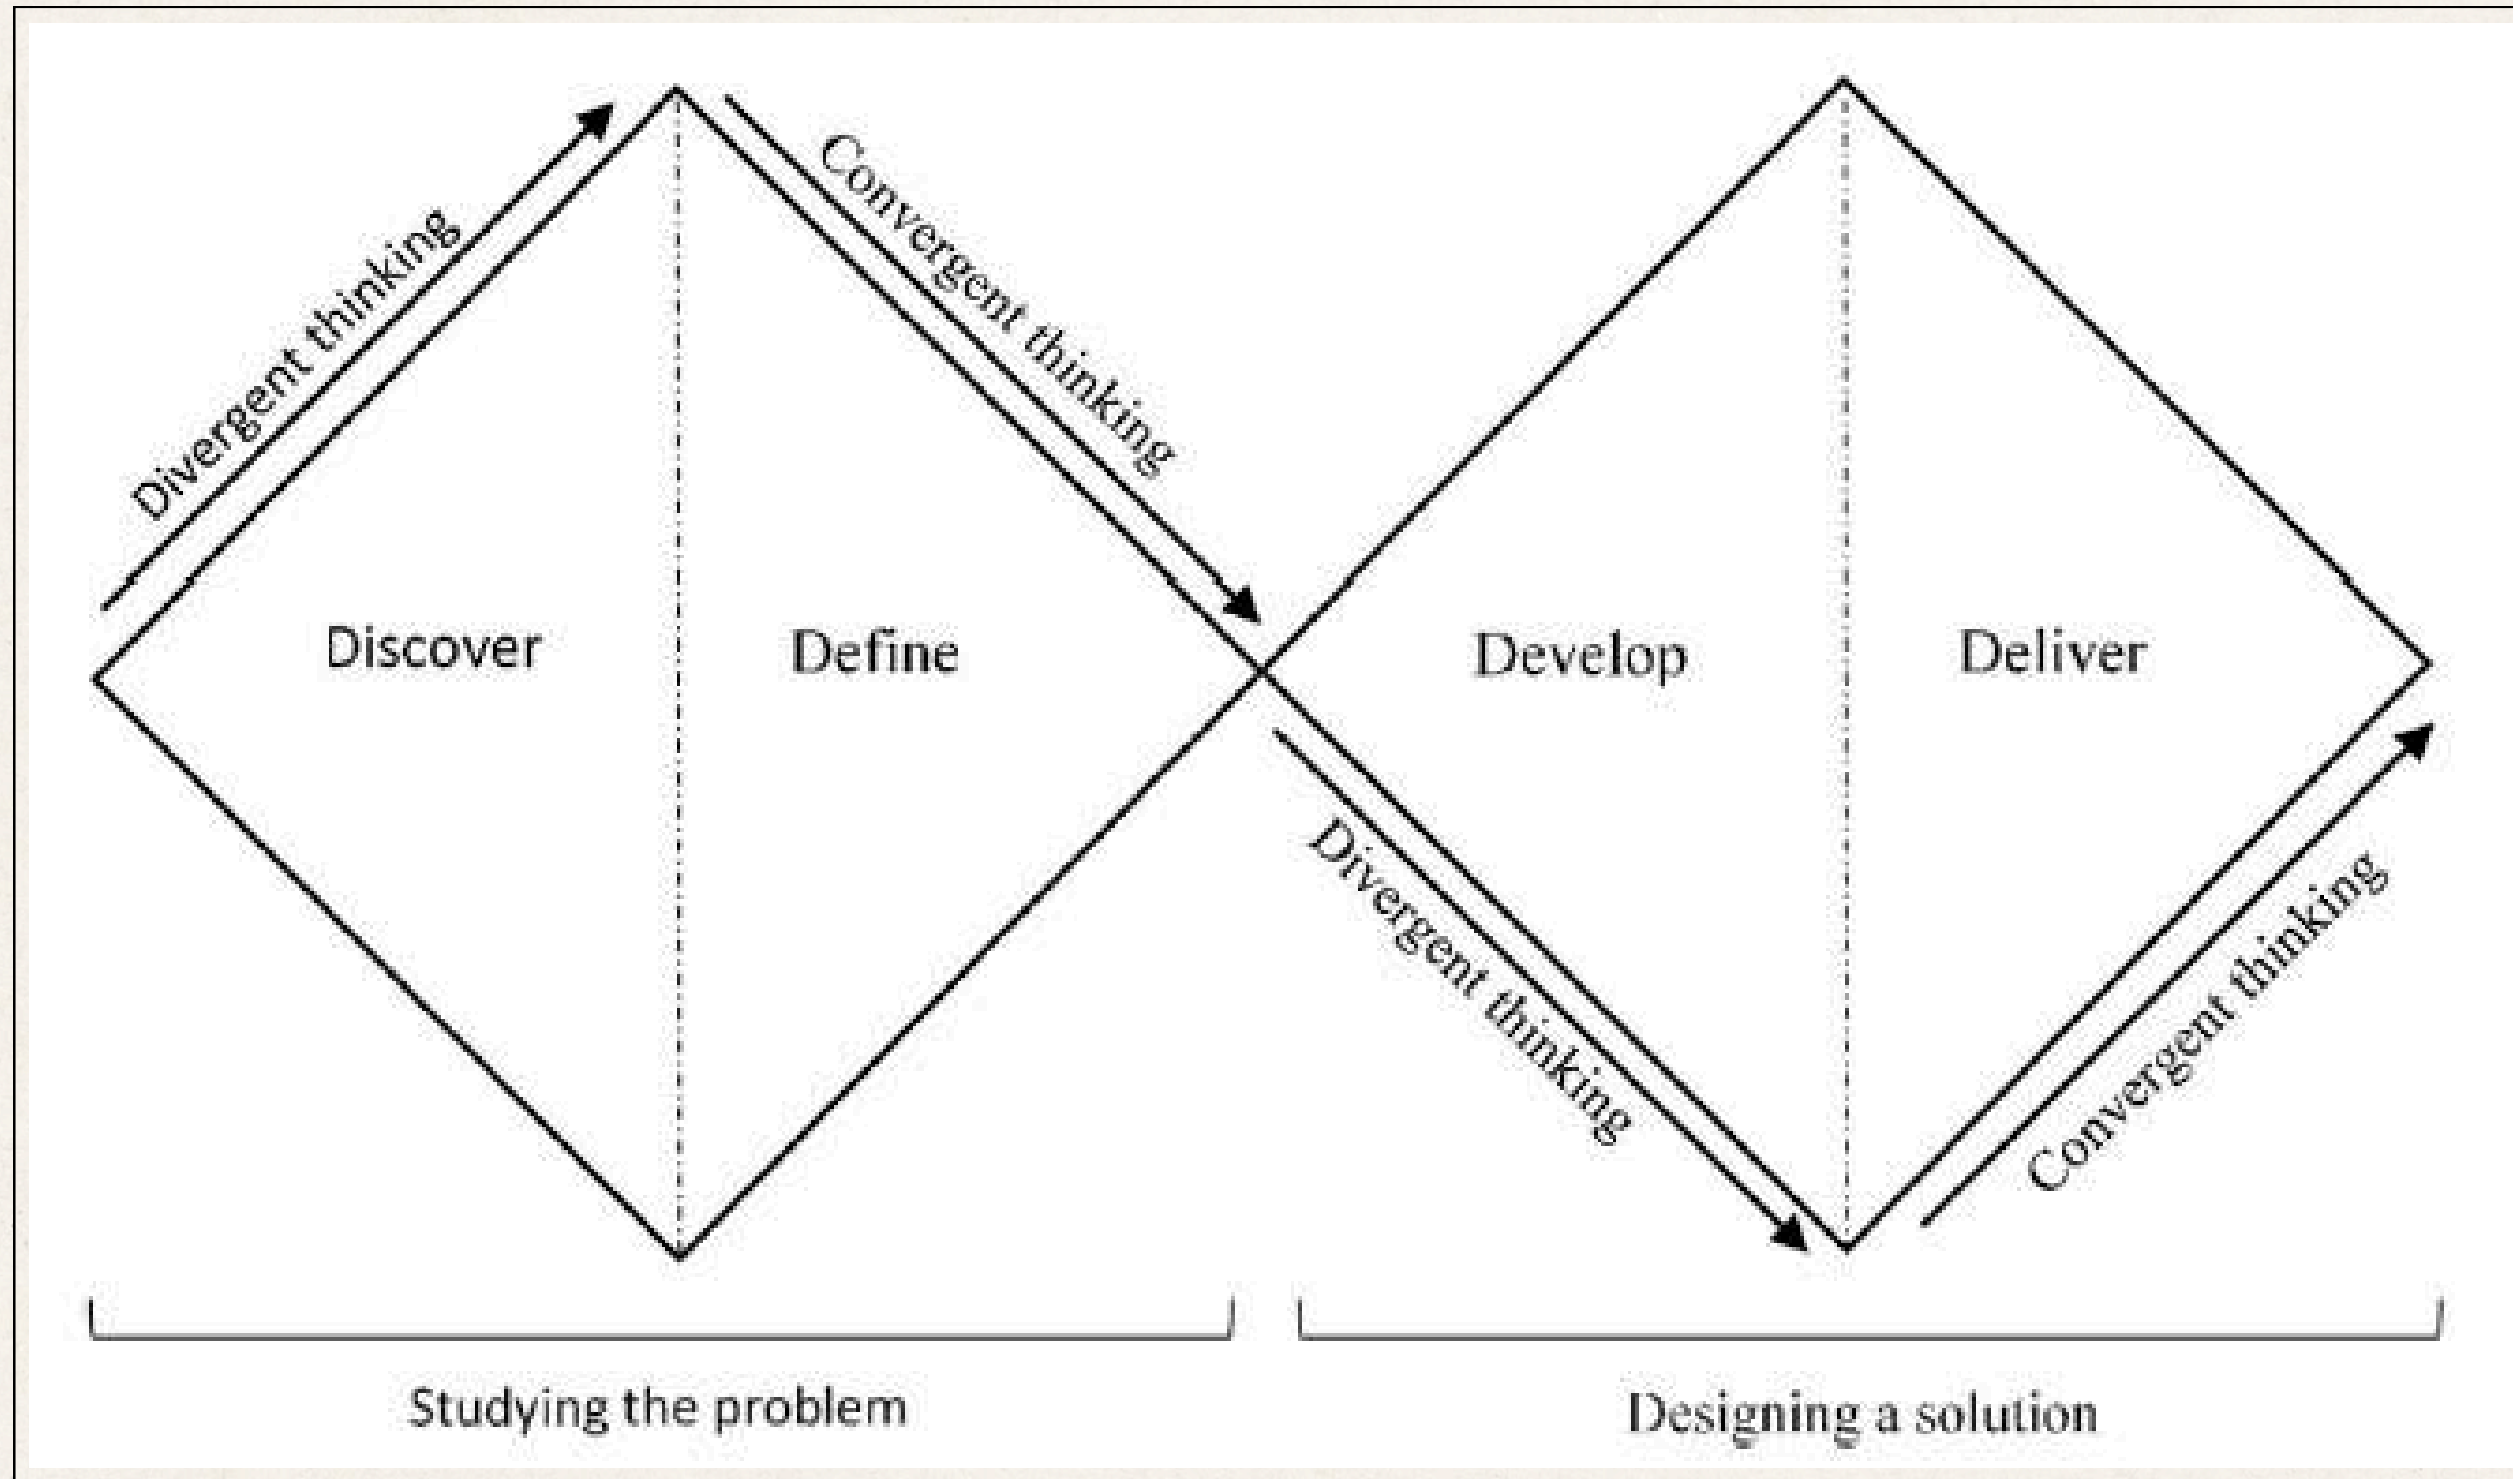 Divergent thinking
Convergent thinking
Discover
Define
Develop
Deliver
Divergent thinking
Convergent thinking
Studying the problem
Designing a solution